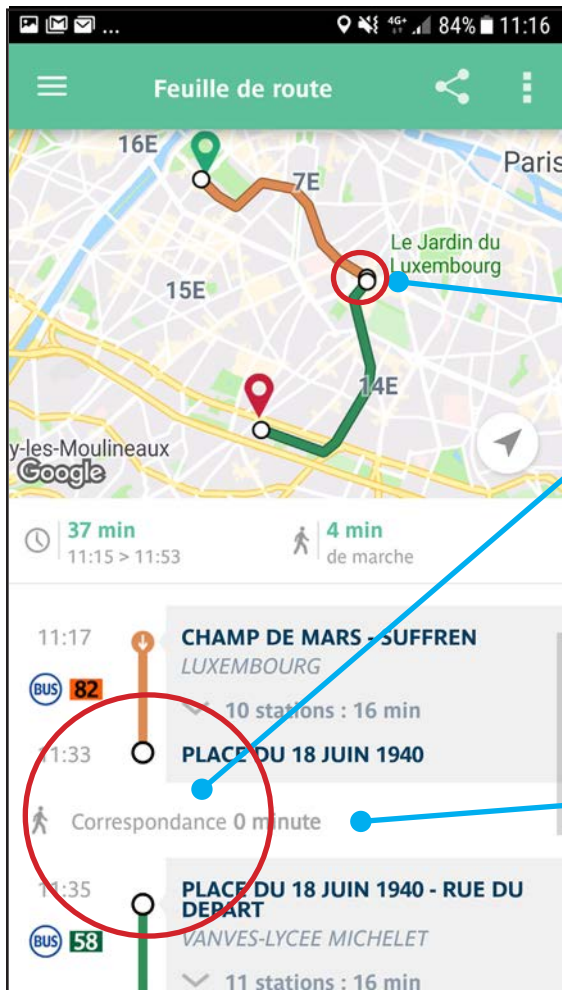 ... 4G+ 84% 11:16
Feuille de route
16E
7E
Paris
Le Jardin du
Luxembourg
15E
14E
y-les-Moulineaux
Google
37 min
11:15 > 11:53
4 min
de marche
11:17
CHAMP DE MARS - SUFFREN
LUXEMBOURG
BUS 82
10 stations : 16 min
11:33
PLACE DU 18 JUIN 1940
Correspondance 0 minute
11:35
PLACE DU 18 JUIN 1940 - RUE DU
DEPART
BUS 58
VANVES-LYCEE MICHELET
11 stations : 16 min